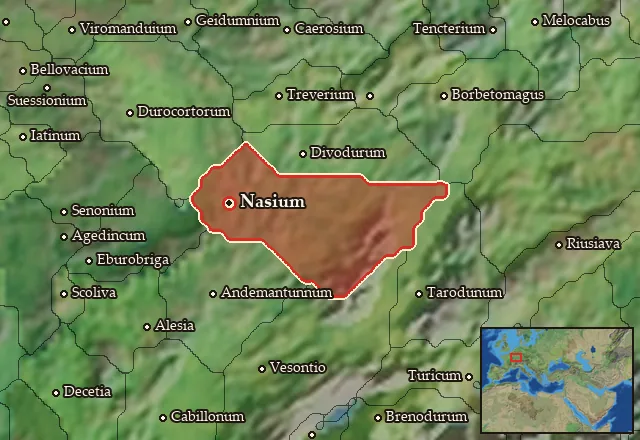 Viromanduium
Geidumnium
Caerosium
Tencterium
Melocabus
Bellovacium
Suessionium
Treverium
Borbetomagus
Durocortorum
Iatinum
Divodurum
Nasium
Senonium
Agedincum
Eburobriga
Riusiava
Scoliva
Andemantunnum
Tarodunum
Alesia
Vesontio
Turicum
Decetia
Cabillonum
Brenodurum